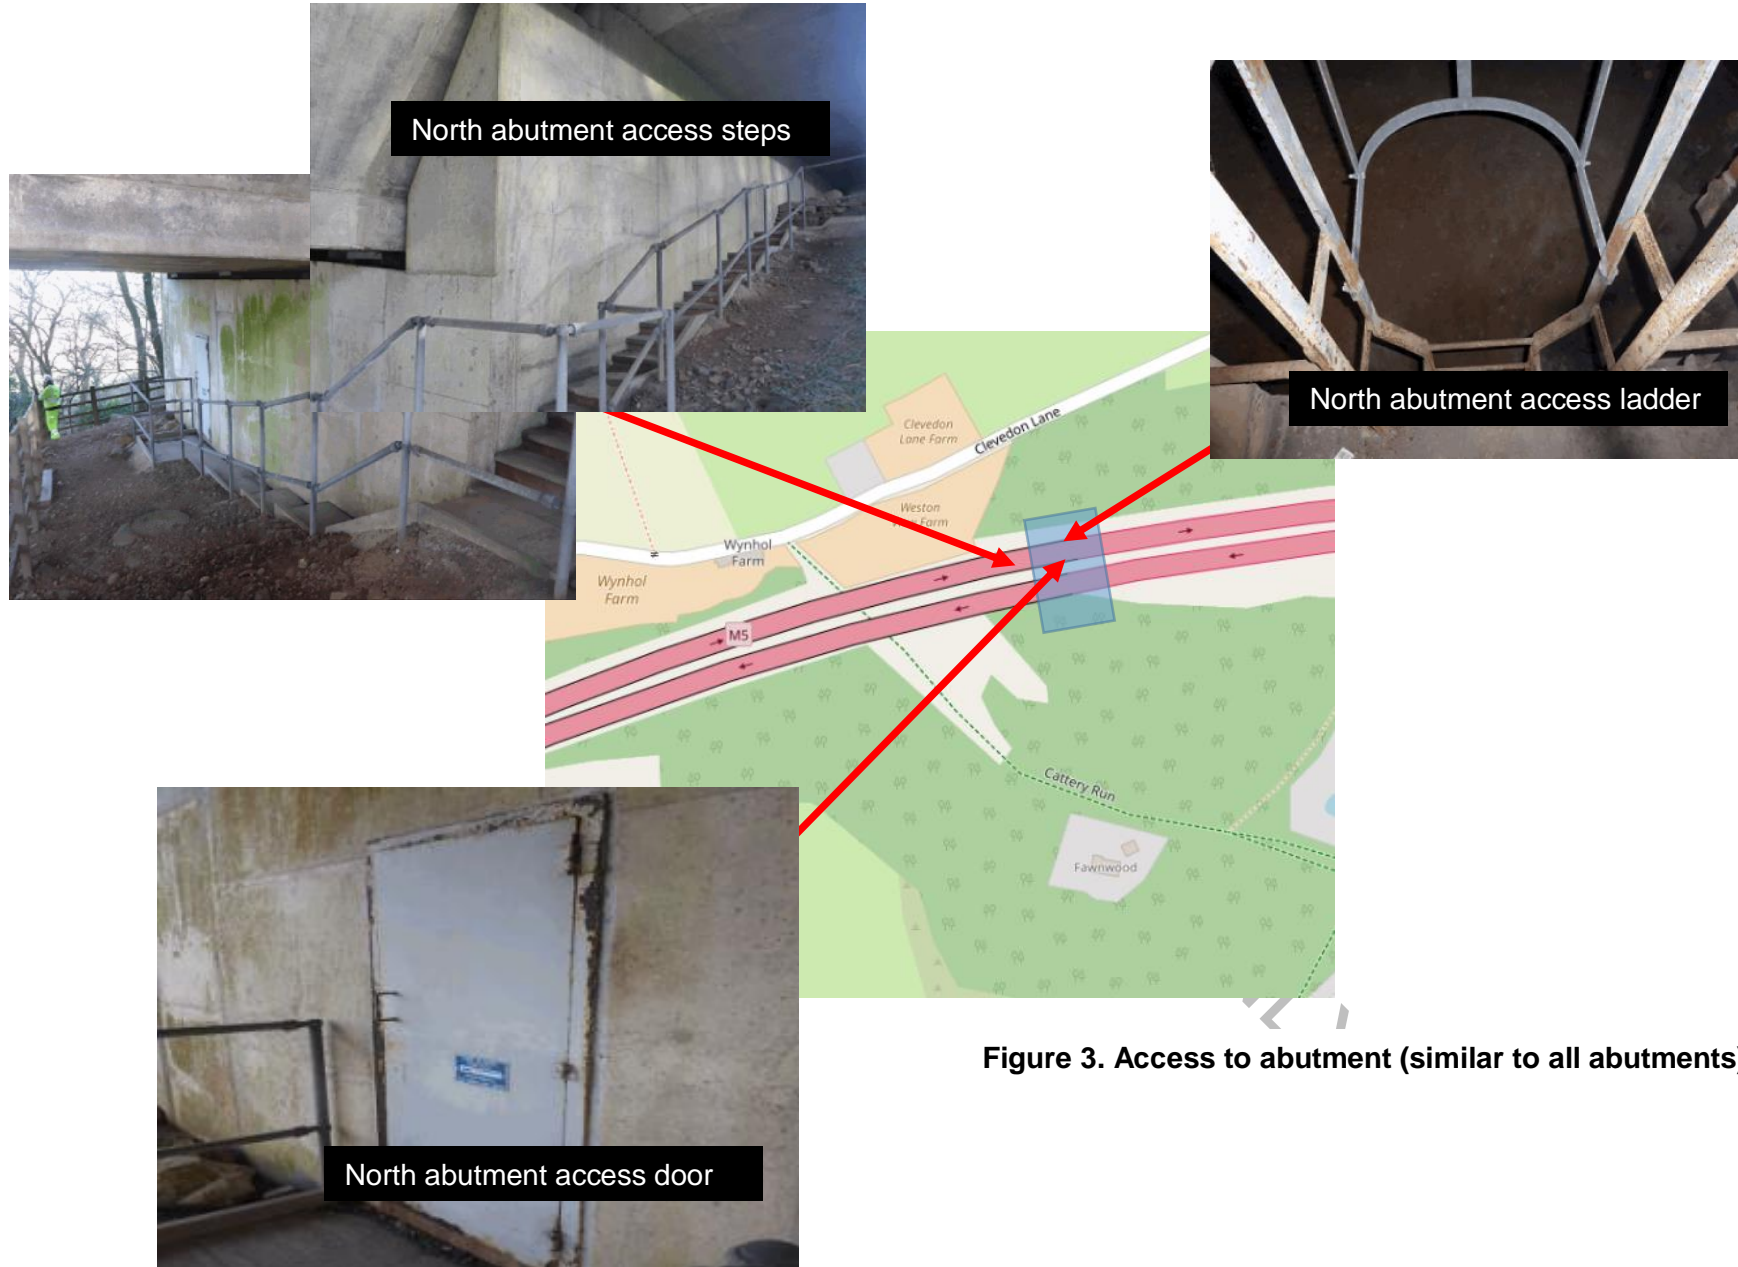 North abutment access steps
North abutment access ladder
Clevedon
Lane Farm
Clevedon Lane
Weston
Farm
Wynhol
Farm
Wynhol
Farm
M5
Cattery Run
Fawnwood
Figure 3. Access to abutment (similar to all abutments)
North abutment access door